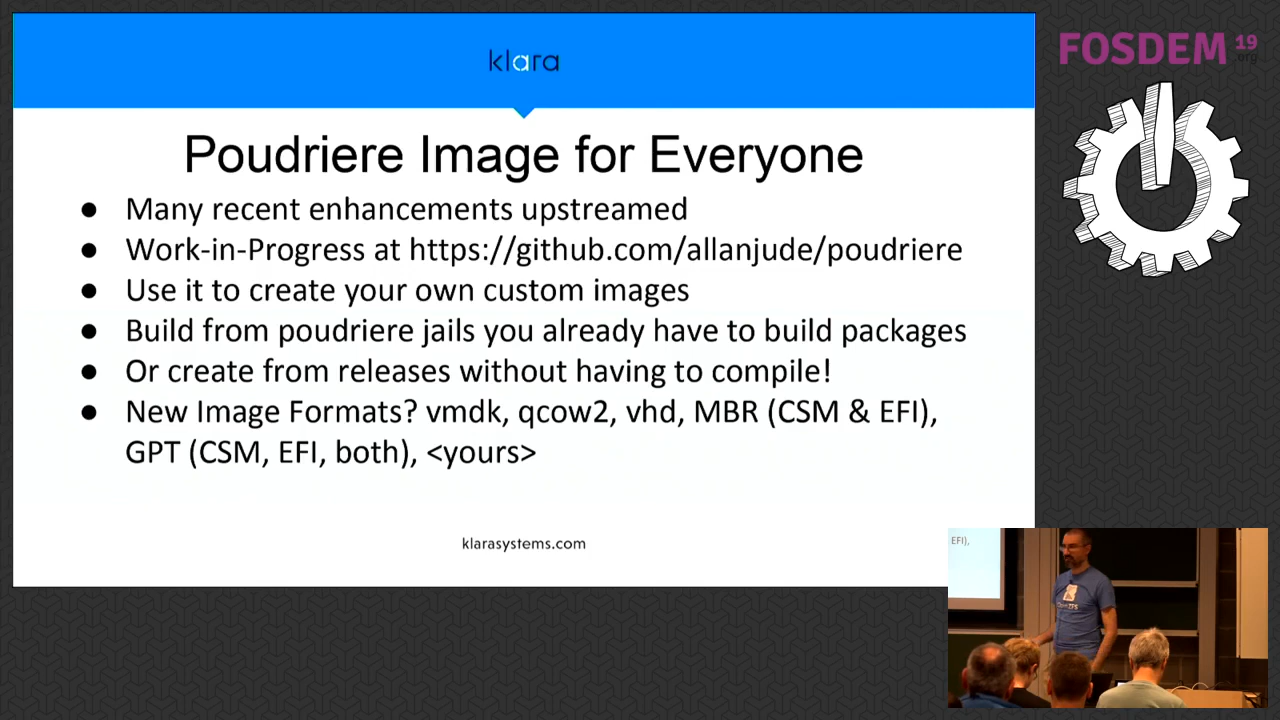 klara
FOSDEM 19
.org
Poudriere Image for Everyone
● Many recent enhancements upstreamed
● Work-in-Progress at https://github.com/allanjude/poudriere
● Use it to create your own custom images
● Build from poudriere jails you already have to build packages
● Or create from releases without having to compile!
● New Image Formats? vmdk, qcow2, vhd, MBR (CSM & EFI),
GPT (CSM, EFI, both), <yours>
klarasystems.com
EFI),